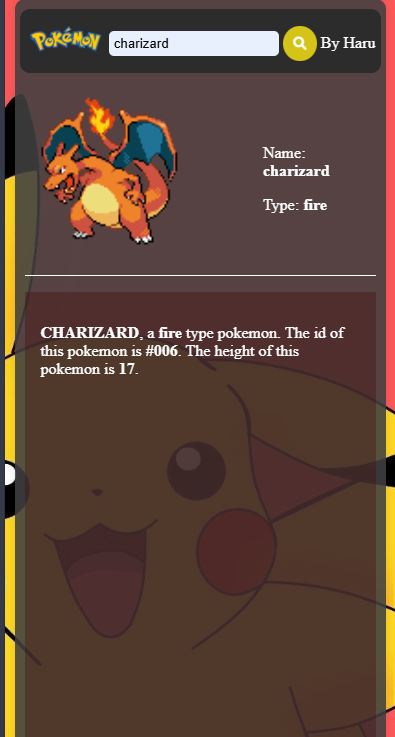 POKéMON charizard By Haru
Name:
charizard
Type: fire
CHARIZARD, a fire type pokemon. The id of
this pokemon is #006. The height of this
pokemon is 17.